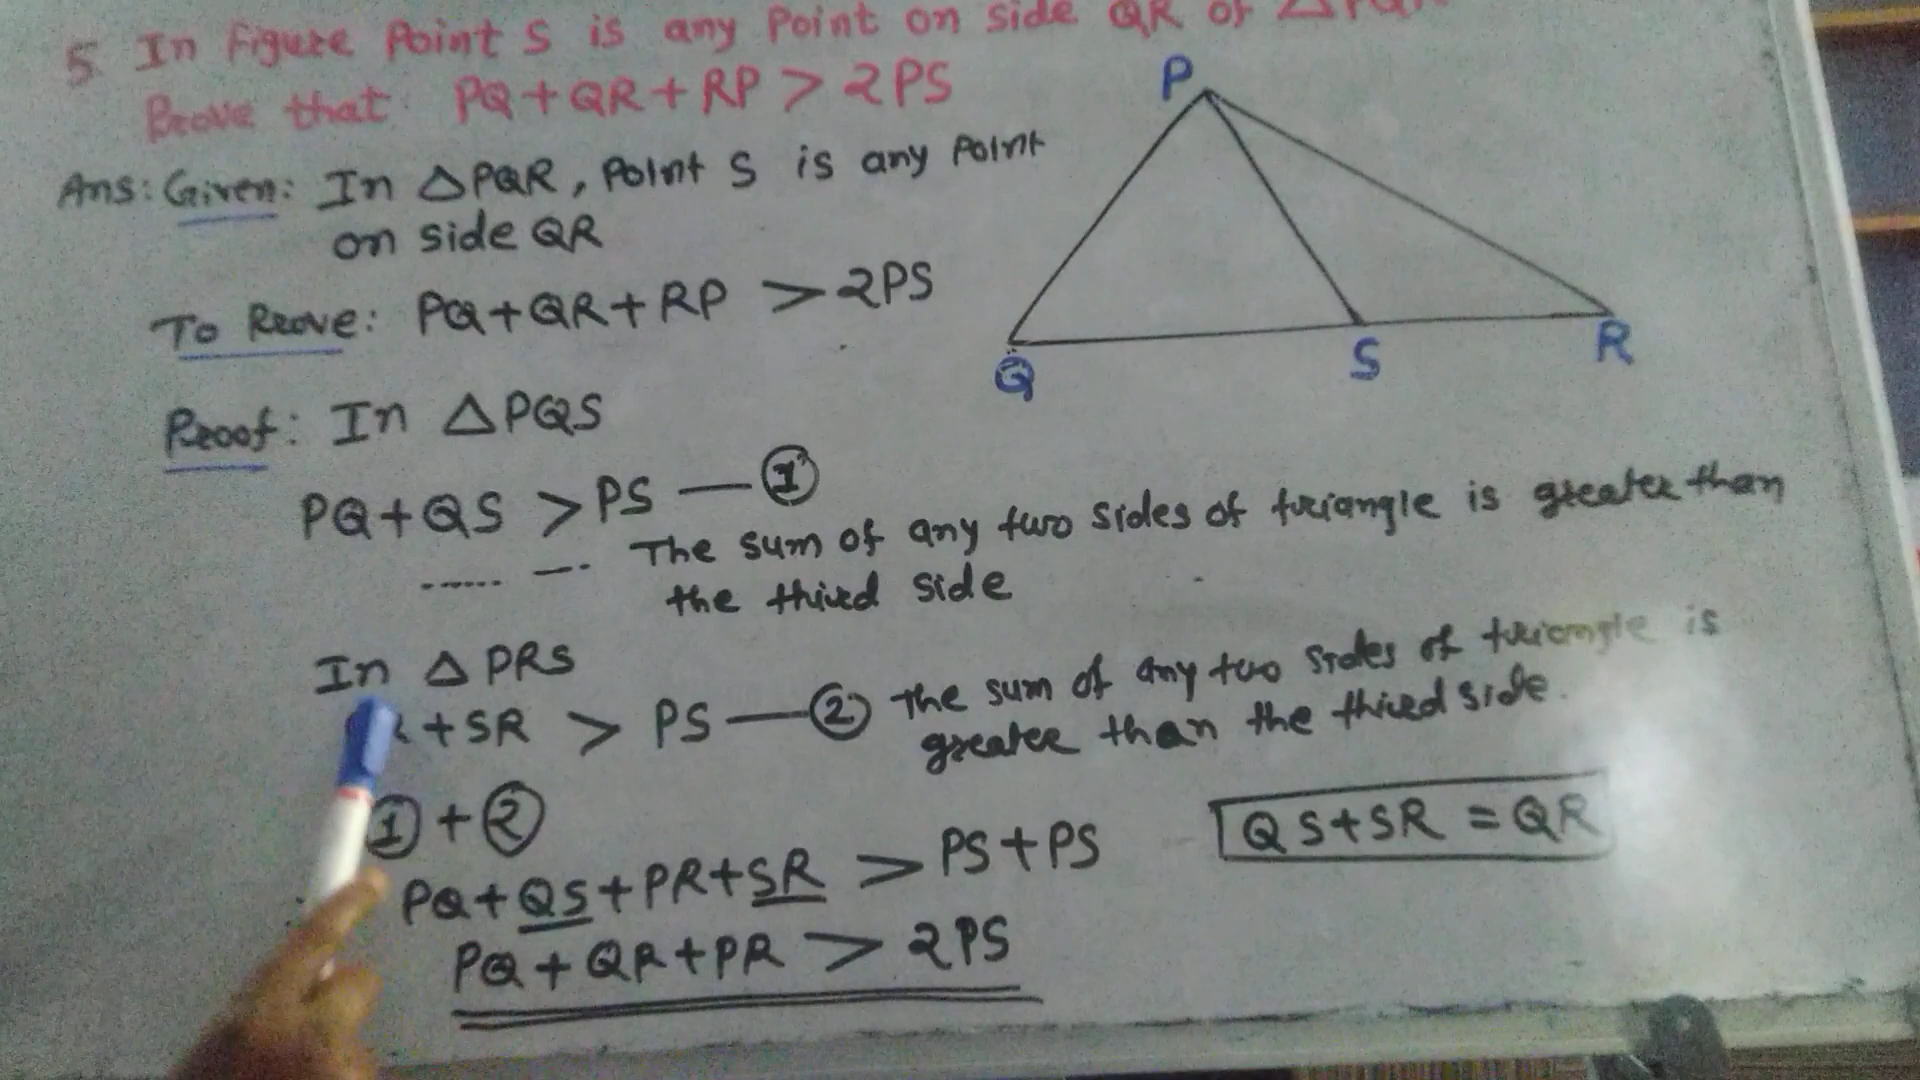 5. In Figure Point S is any Point on side QR of △PQR
Prove that: PQ+QR+RP > 2PS
P
Ans: Given: In △PQR, Point S is any Point
on side QR
To Prove: PQ+QR+RP > 2PS
Q S R
Proof: In △PQS
PQ+QS > PS — ①
...... —·· The sum of any two sides of triangle is greater than
the third side
In △ PRS
+SR > PS — ② The sum of any two sides of triangle is
greater than the third side.
①+②
PQ+QS+PR+SR > PS+PS QS+SR = QR
PQ+QR+PR > 2PS